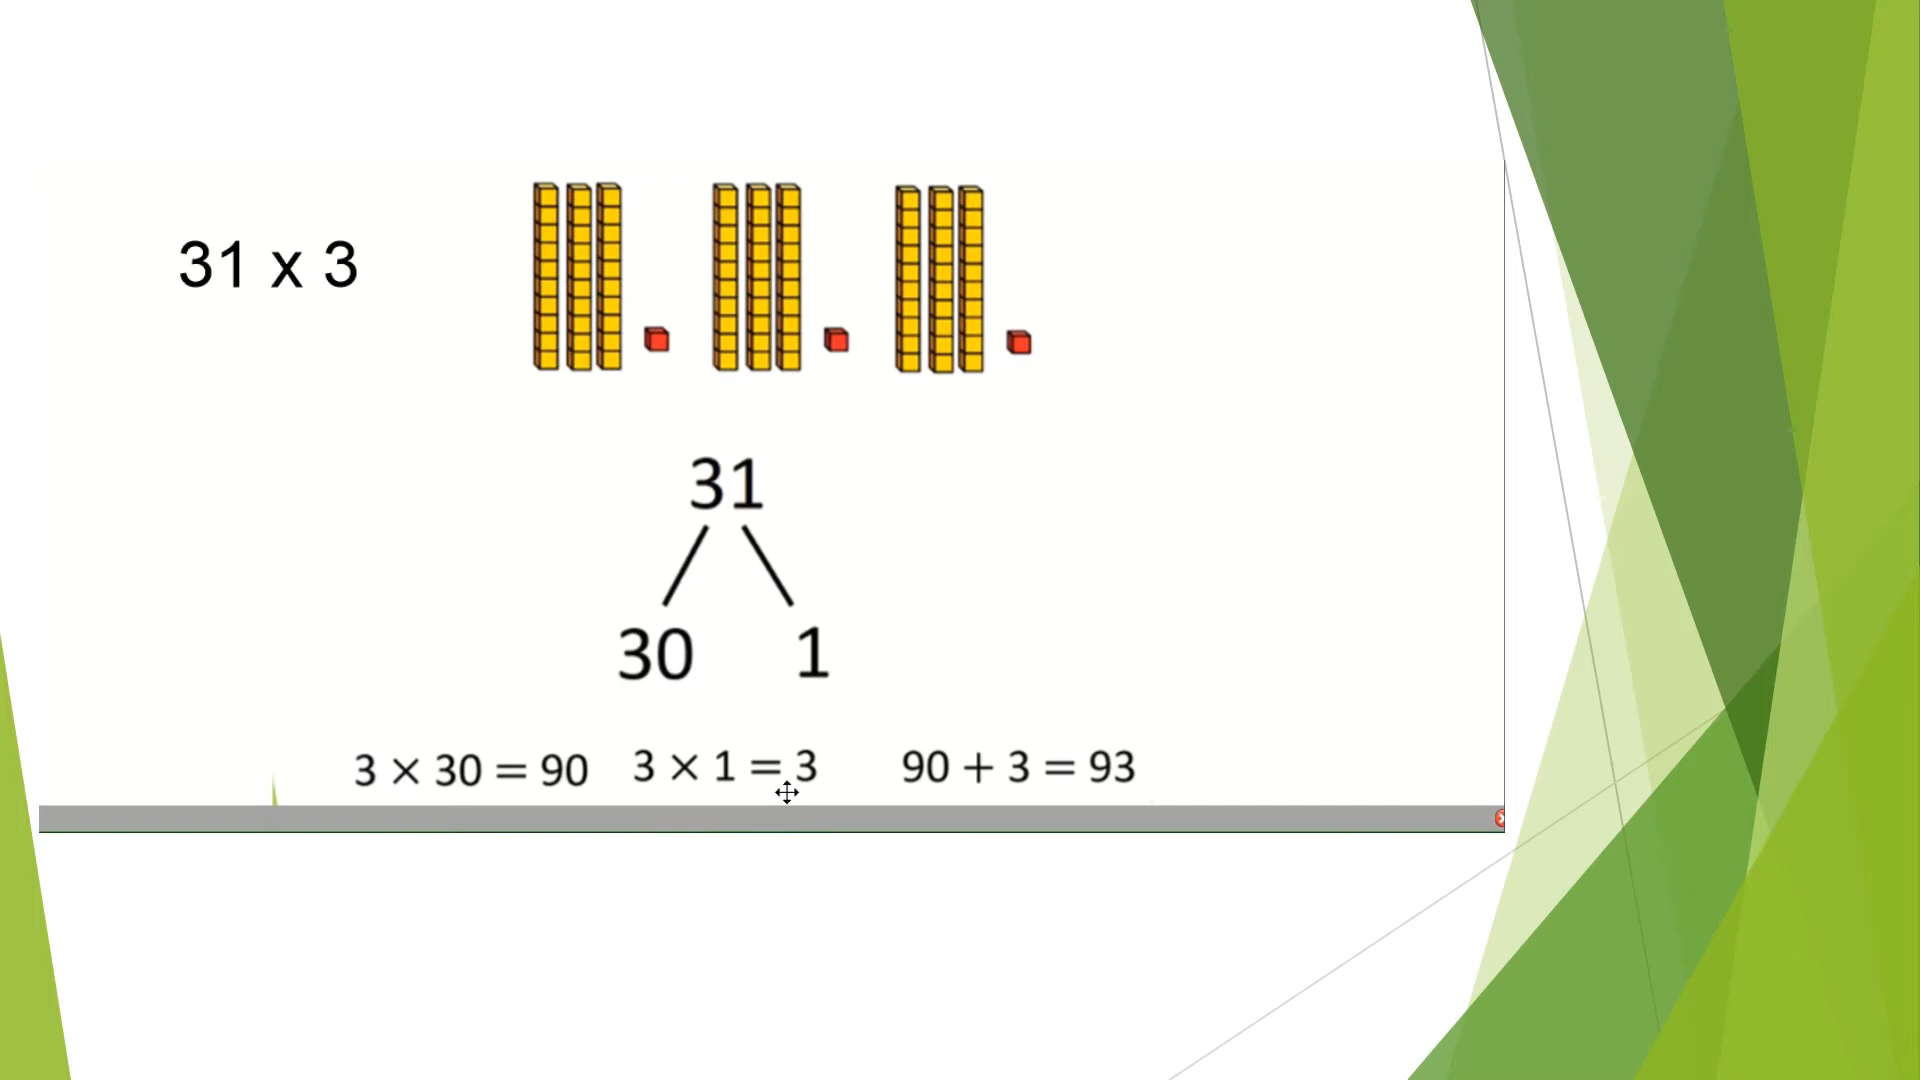 31 x 3
31
30 1
3 × 30 = 90 3 × 1 = 3 90 + 3 = 93